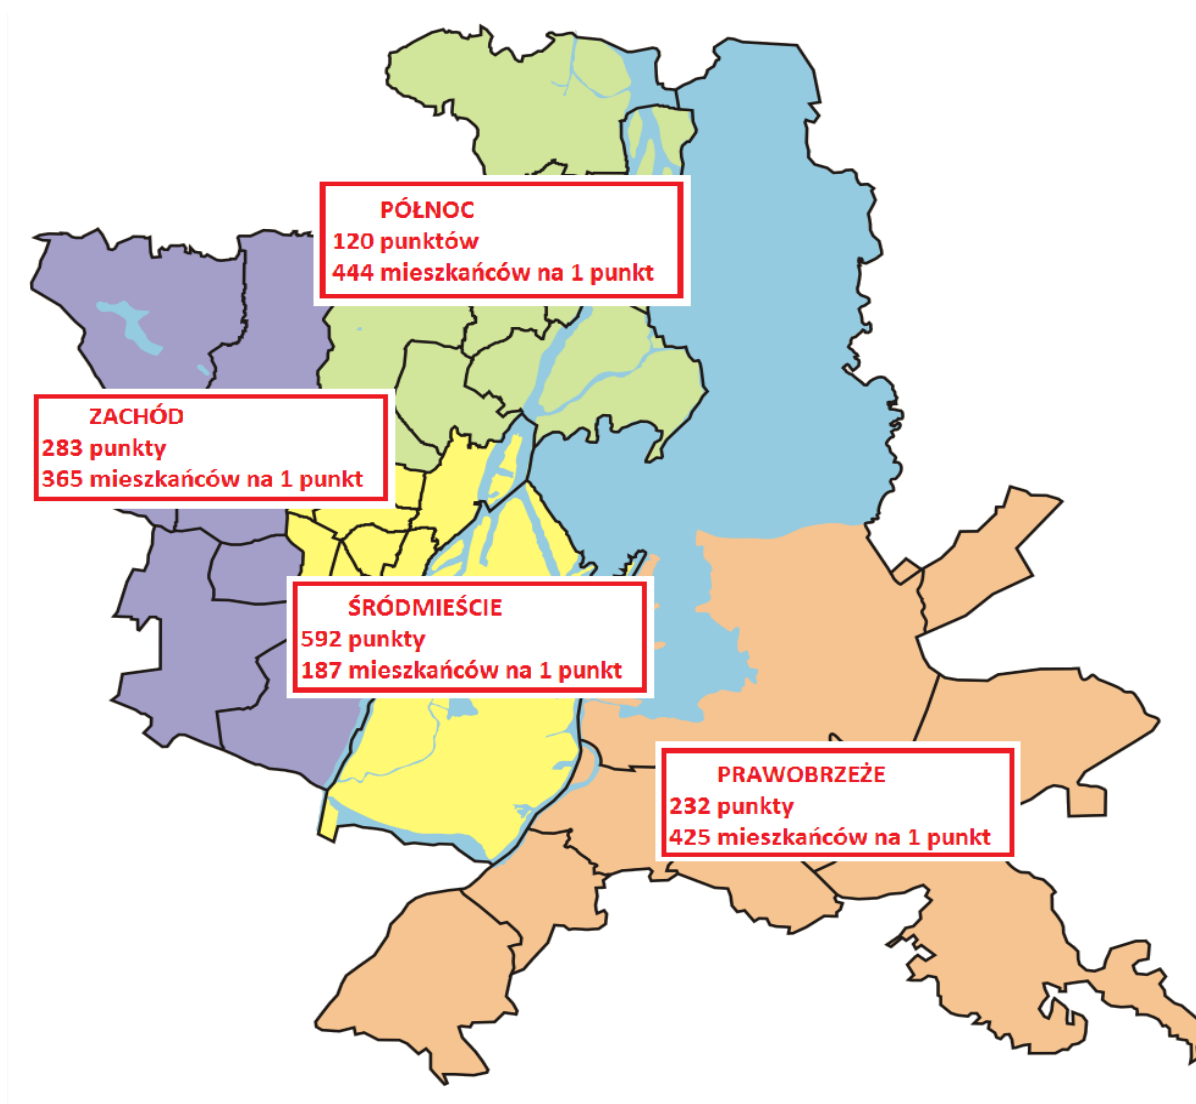 PÓŁNOC
120 punktów
444 mieszkańców na 1 punkt
ZACHÓD
283 punkty
365 mieszkańców na 1 punkt
ŚRÓDMIEŚCIE
592 punkty
187 mieszkańców na 1 punkt
PRAWOBRZEŻE
232 punkty
425 mieszkańców na 1 punkt